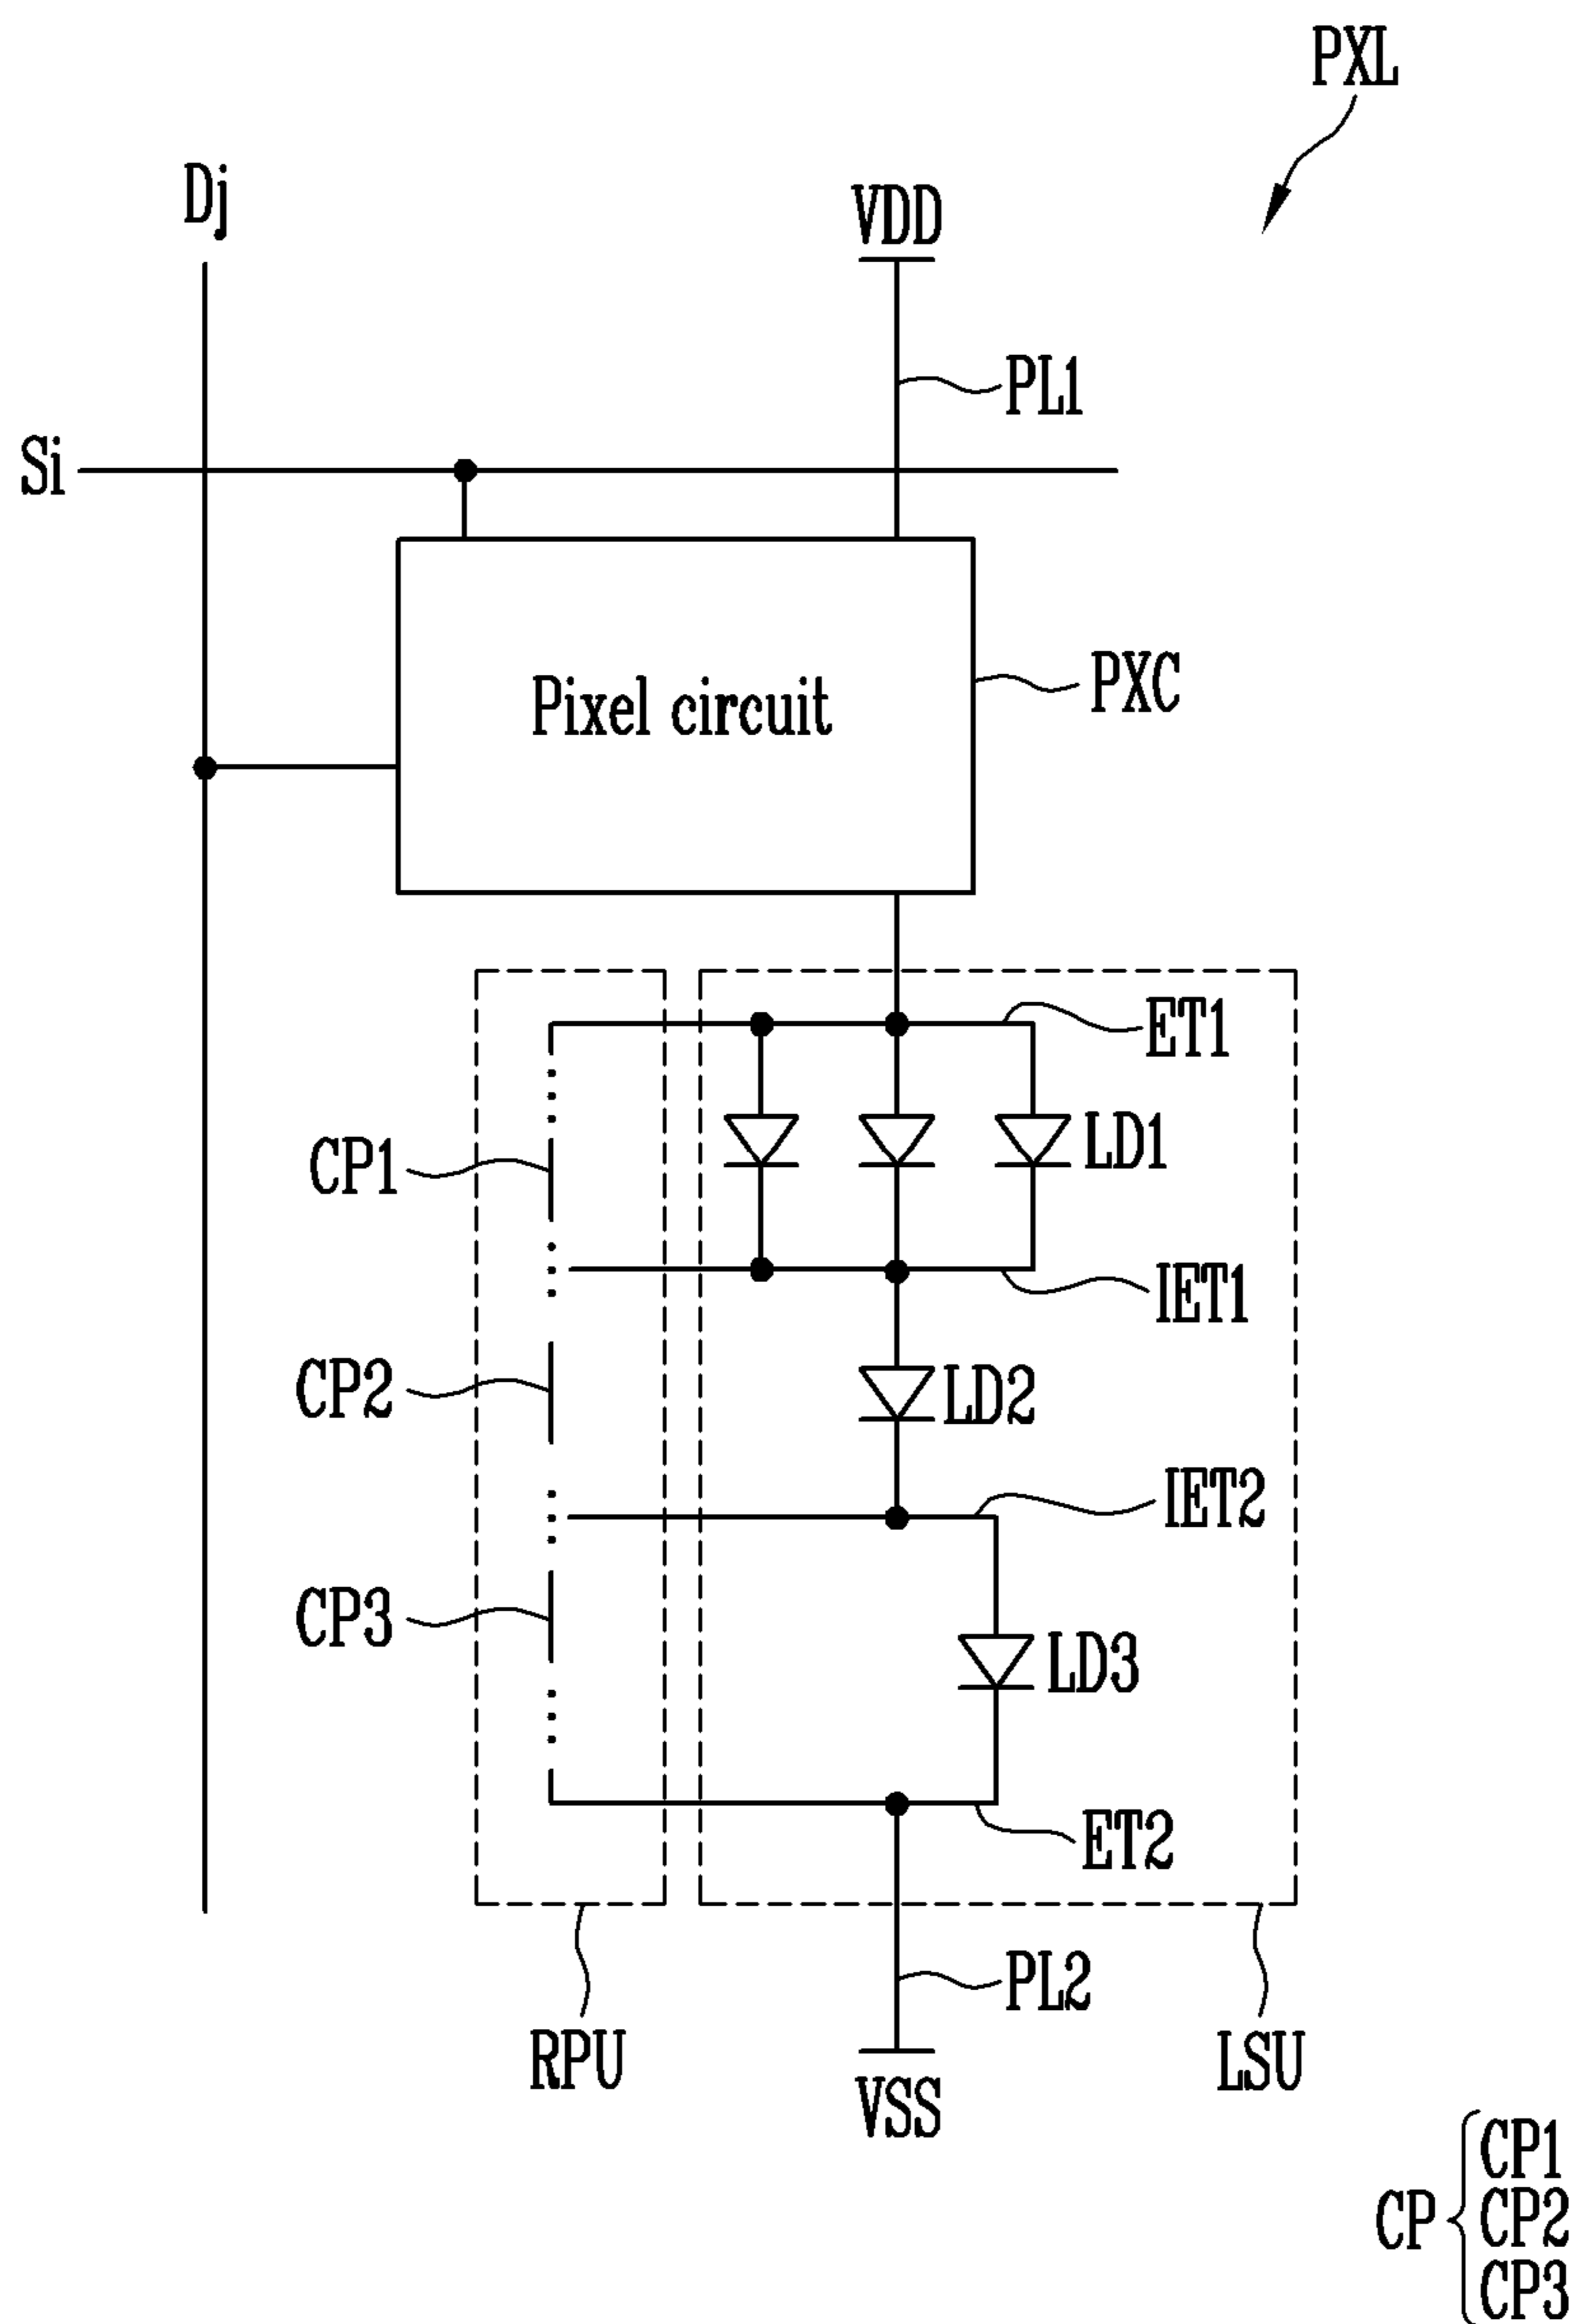 PXL
Dj
VDD
PL1
Si
Pixel circuit
PXC
ET1
CP1
LD1
IET1
CP2
LD2
IET2
CP3
LD3
ET2
PL2
RPU
LSU
VSS
CP1
CP
CP2
CP3